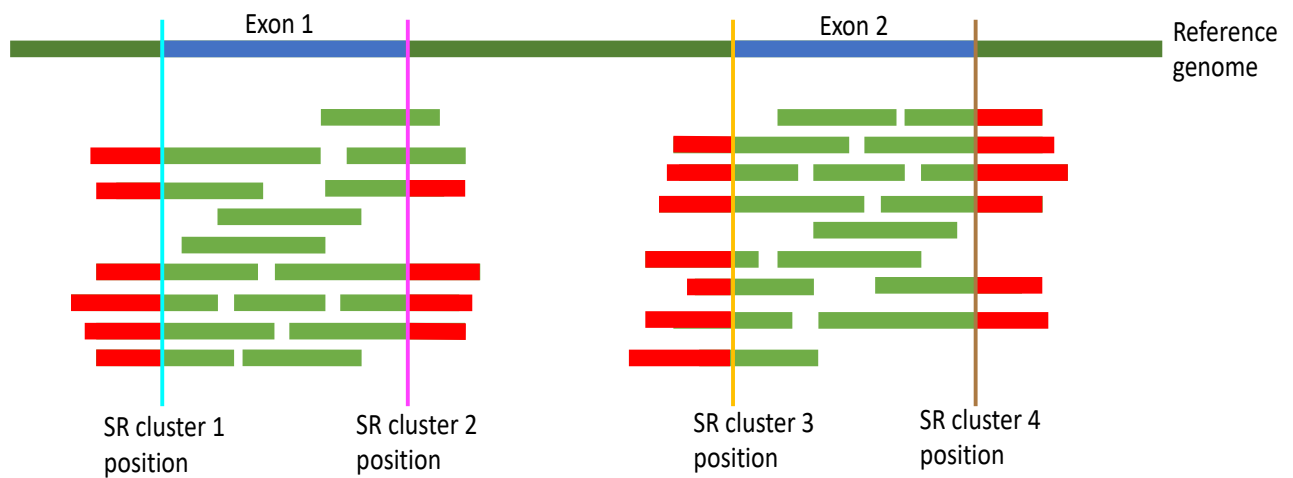 Exon 1
Exon 2
Reference
genome
SR cluster 1
position
SR cluster 2
position
SR cluster 3
position
SR cluster 4
position